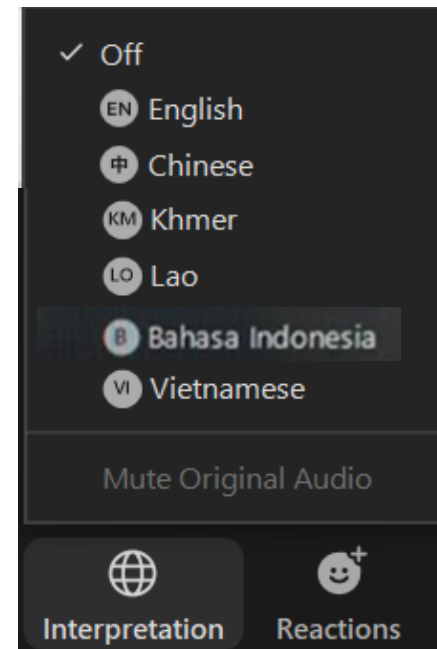 Off
EN English
中 Chinese
KM Khmer
LO Lao
B Bahasa Indonesia
VI Vietnamese
Mute Original Audio
Interpretation Reactions